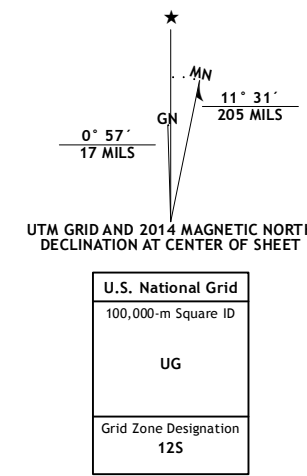 ★
MN
11° 31´
205 MILS
GN
0° 57´
17 MILS
UTM GRID AND 2014 MAGNETIC NORTH
DECLINATION AT CENTER OF SHEET
U.S. National Grid
100,000-m Square ID
UG
Grid Zone Designation
12S